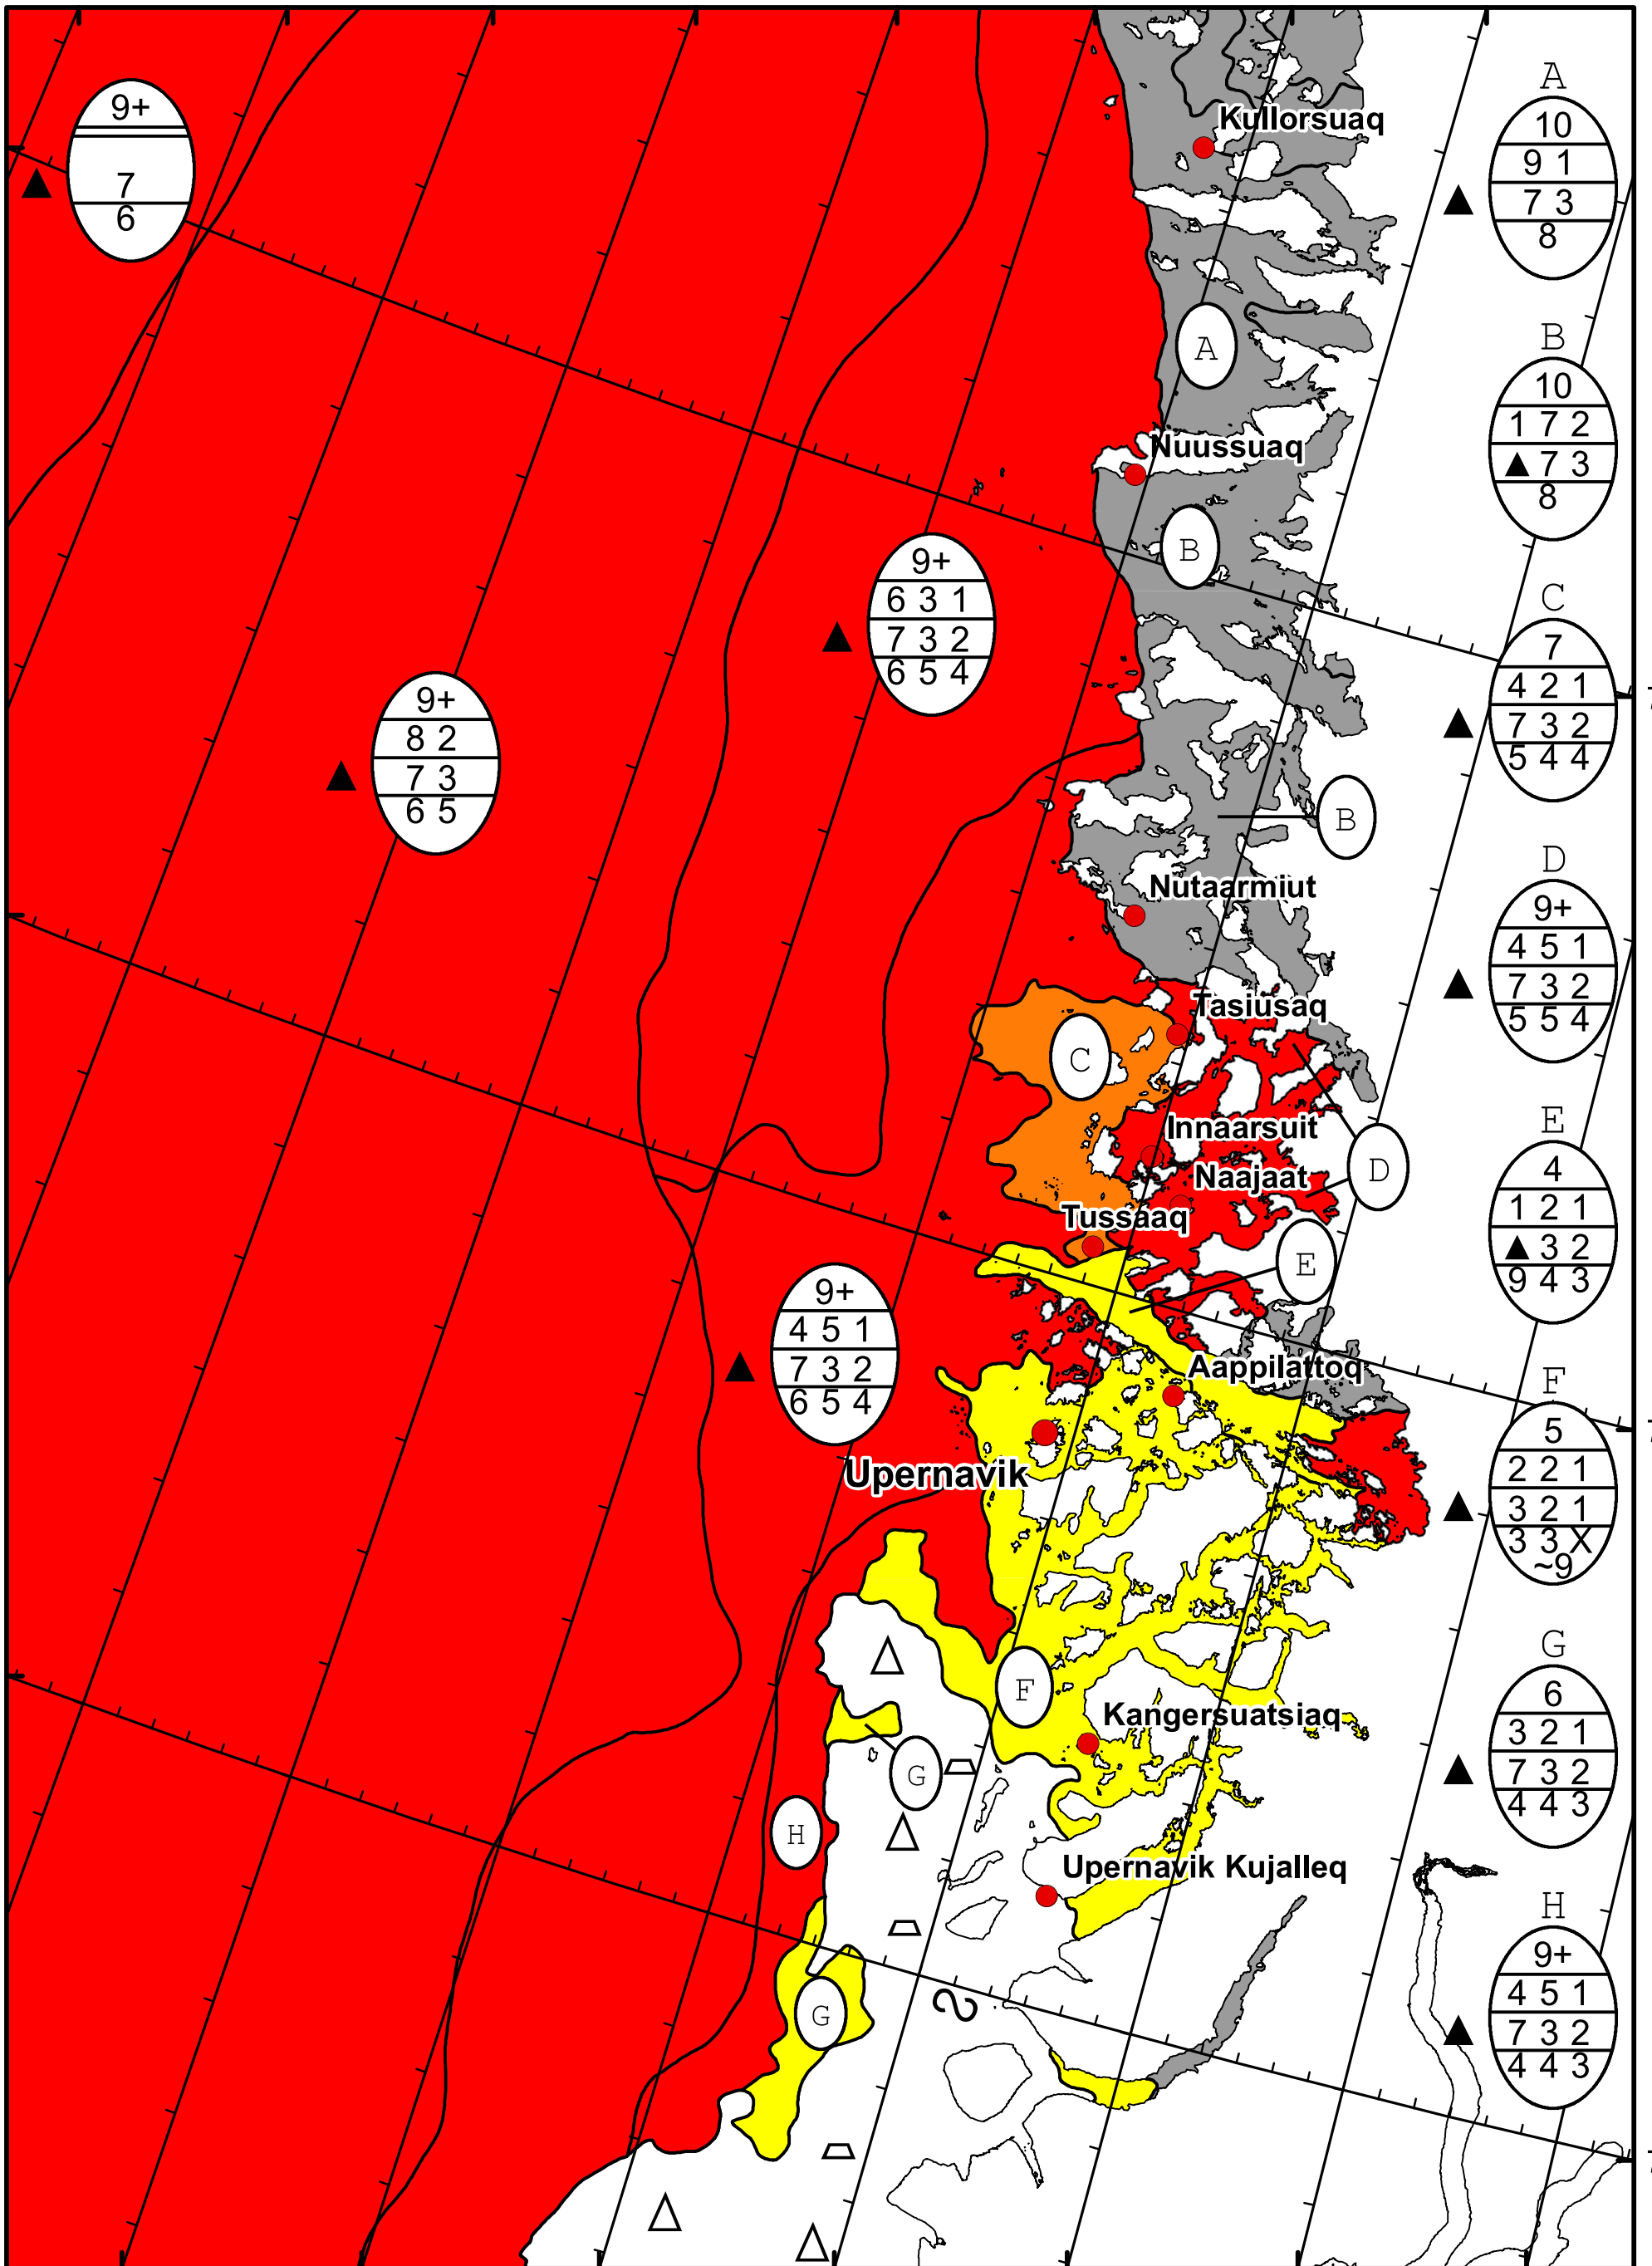 9+
7
6
Kullorsuaq
A
10
9 1
7 3
8
A
Nuussuaq
B
10
1 7 2
▲ 7 3
8
B
9+
6 3 1
7 3 2
6 5 4
C
7
4 2 1
7 3 2
5 4 4
9+
8 2
7 3
6 5
B
Nutaarmiut
D
9+
4 5 1
7 3 2
5 5 4
Tasiusaq
C
Innaarsuit
Naajaat
D
Tussaaq
E
E
4
1 2 1
▲ 3 2
9 4 3
9+
4 5 1
7 3 2
6 5 4
Aappilattoq
Upernavik
F
5
2 2 1
3 2 1
3 3 X
~9
F
Kangersuatsiaq
G
G
6
3 2 1
7 3 2
4 4 3
H
Upernavik Kujalleq
G
H
9+
4 5 1
7 3 2
4 4 3